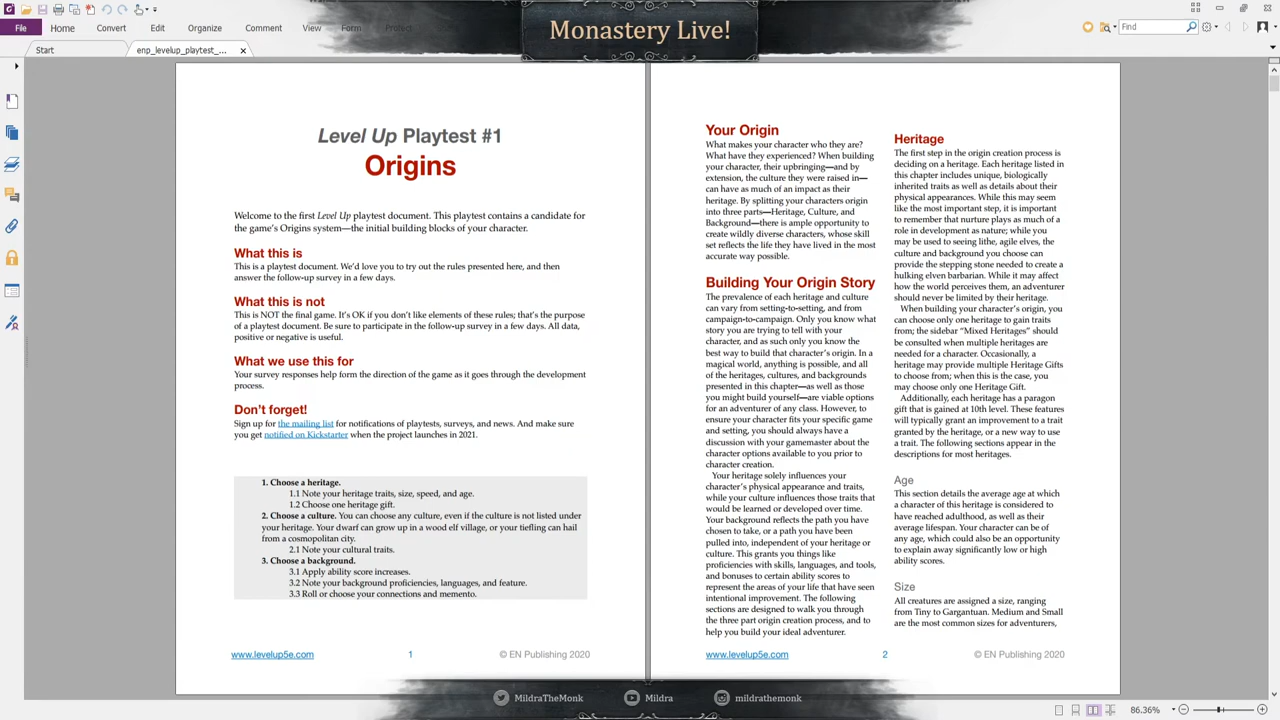 Monastery Live!
File
Home
Convert
Edit
Organize
Comment
View
Form
Protect
Find
Start
enp_levelup_playtest_...
Level Up Playtest #1
Origins
Welcome to the first Level Up playtest document. This playtest contains a candidate for
the game's Origins system—the initial building blocks of your character.
What this is
This is a playtest document. We'd love you to try out the rules presented here, and then
answer the follow-up survey in a few days.
What this is not
This is NOT the final game. It's OK if you don't like elements of these rules; that's the purpose
of a playtest document. Be sure to participate in the follow-up survey in a few days. All data,
positive or negative is useful.
What we use this for
Your survey responses help form the direction of the game as it goes through the development
process.
Don't forget!
Sign up for the mailing list for notifications of playtests, surveys, and news. And make sure
you get notified on Kickstarter when the project launches in 2021.
1. Choose a heritage.
1.1 Note your heritage traits, size, speed, and age.
1.2 Choose one heritage gift.
2. Choose a culture. You can choose any culture, even if the culture is not listed under
your heritage. Your dwarf can grow up in a wood elf village, or your tiefling can hail
from a cosmopolitan city.
2.1 Note your cultural traits.
3. Choose a background.
3.1 Apply ability score increases.
3.2 Note your background proficiencies, languages, and feature.
3.3 Roll or choose your connections and memento.
www.levelup5e.com
1
© EN Publishing 2020
Your Origin
What makes your character who they are?
What have they experienced? When building
your character, their upbringing—and by
extension, the culture they were raised in—
can have as much of an impact as their
heritage. By splitting your characters origin
into three parts—Heritage, Culture, and
Background—there is ample opportunity to
create wildly diverse characters, whose skill
set reflects the life they have lived in the most
accurate way possible.
Building Your Origin Story
The prevalence of each heritage and culture
can vary from setting-to-setting, and from
campaign-to-campaign. Only you know what
story you are trying to tell with your
character, and as such only you know the
best way to build that character's origin. In a
magical world, anything is possible, and all
of the heritages, cultures, and backgrounds
presented in this chapter—as well as those
you might build yourself—are viable options
for an adventurer of any class. However, to
ensure your character fits your specific game
and setting, you should always have a
discussion with your gamemaster about the
character options available to you prior to
character creation.
Your heritage solely influences your
character's physical appearance and traits,
while your culture influences those traits that
would be learned or developed over time.
Your background reflects the path you have
chosen to take, or a path you have been
pulled into, independent of your heritage or
culture. This grants you things like
proficiencies with skills, languages, and tools,
and bonuses to certain ability scores to
represent the areas of your life that have seen
intentional improvement. The following
sections are designed to walk you through
the three part origin creation process, and to
help you build your ideal adventurer.
Heritage
The first step in the origin creation process is
deciding on a heritage. Each heritage listed in
this chapter includes unique, biologically
inherited traits as well as details about their
physical appearances. While this may seem
like the most important step, it is important
to remember that nurture plays as much of a
role in development as nature; while you
may be used to seeing lithe, agile elves, the
culture and background you choose can
provide the stepping stone needed to create a
hulking elven barbarian. While it may affect
how the world perceives them, an adventurer
should never be limited by their heritage.
When building your character's origin, you
can choose only one heritage to gain traits
from; the sidebar “Mixed Heritages” should
be consulted when multiple heritages are
needed for a character. Occasionally, a
heritage may provide multiple Heritage Gifts
to choose from; when this is the case, you
may choose only one Heritage Gift.
Additionally, each heritage has a paragon
gift that is gained at 10th level. These features
will typically grant an improvement to a trait
granted by the heritage, or a new way to use
a trait. The following sections appear in the
descriptions for most heritages.
Age
This section details the average age at which
a character of this heritage is considered to
have reached adulthood, as well as their
average lifespan. Your character can be of
any age, which could also be an opportunity
to explain away significantly low or high
ability scores.
Size
All creatures are assigned a size, ranging
from Tiny to Gargantuan. Medium and Small
are the most common sizes for adventurers,
www.levelup5e.com
2
© EN Publishing 2020
MildraTheMonk
Mildra
mildrathemonk
86.36%